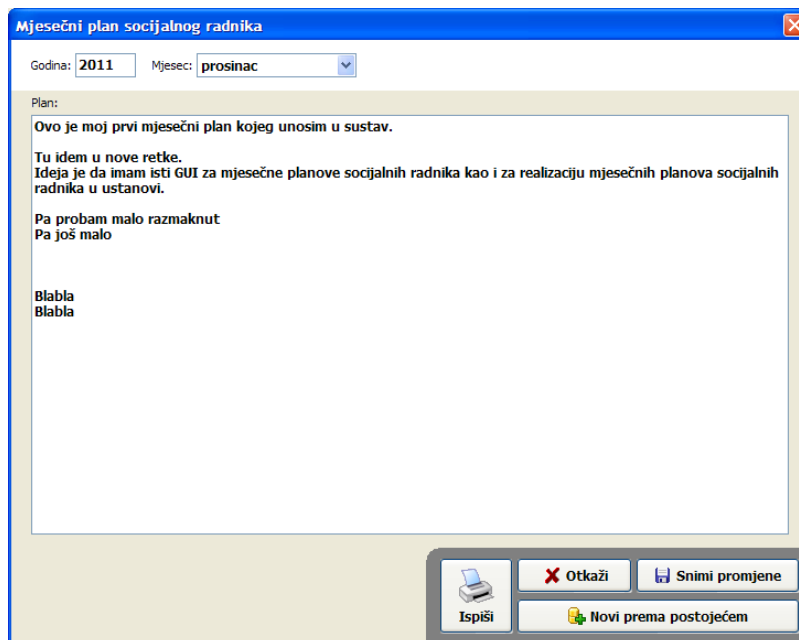 Mjesečni plan socijalnog radnika
Godina: 2011 Mjesec: prosinac
Plan:
Ovo je moj prvi mjesečni plan kojeg unosim u sustav.
Tu idem u nove retke.
Ideja je da imam isti GUI za mjesečne planove socijalnih radnika kao i za realizaciju mjesečnih planova socijalnih
radnika u ustanovi.
Pa probam malo razmaknut
Pa još malo
Blabla
Blabla
Otkaži Snimi promjene
Ispiši Novi prema postojećem